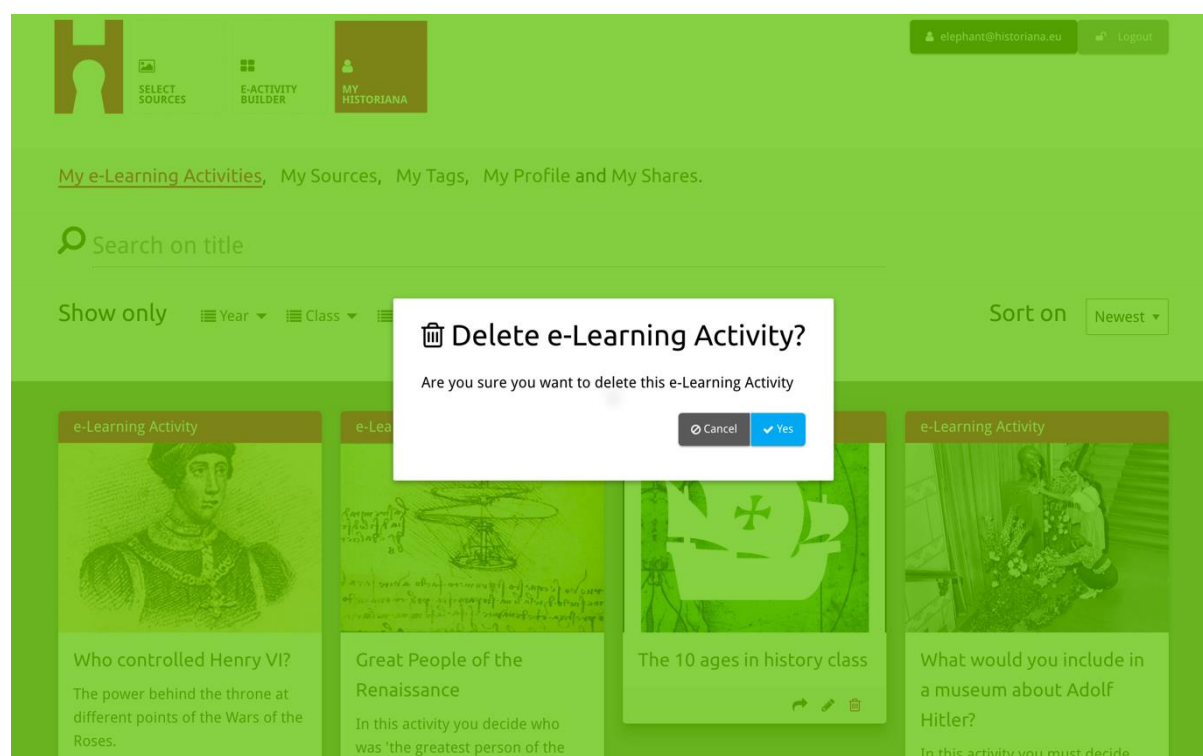 elephant@historiana.eu
Logout
SELECT
SOURCES
E-ACTIVITY
BUILDER
MY
HISTORIANA
My e-Learning Activities, My Sources, My Tags, My Profile and My Shares.
Search on title
Show only Year Class
Sort on Newest
Delete e-Learning Activity?
Are you sure you want to delete this e-Learning Activity
Cancel Yes
e-Learning Activity
Who controlled Henry VI?
The power behind the throne at
different points of the Wars of the
Roses.
e-Lea
Great People of the
Renaissance
In this activity you decide who
was 'the greatest person of the
The 10 ages in history class
e-Learning Activity
What would you include in
a museum about Adolf
Hitler?
In this activity you must decide